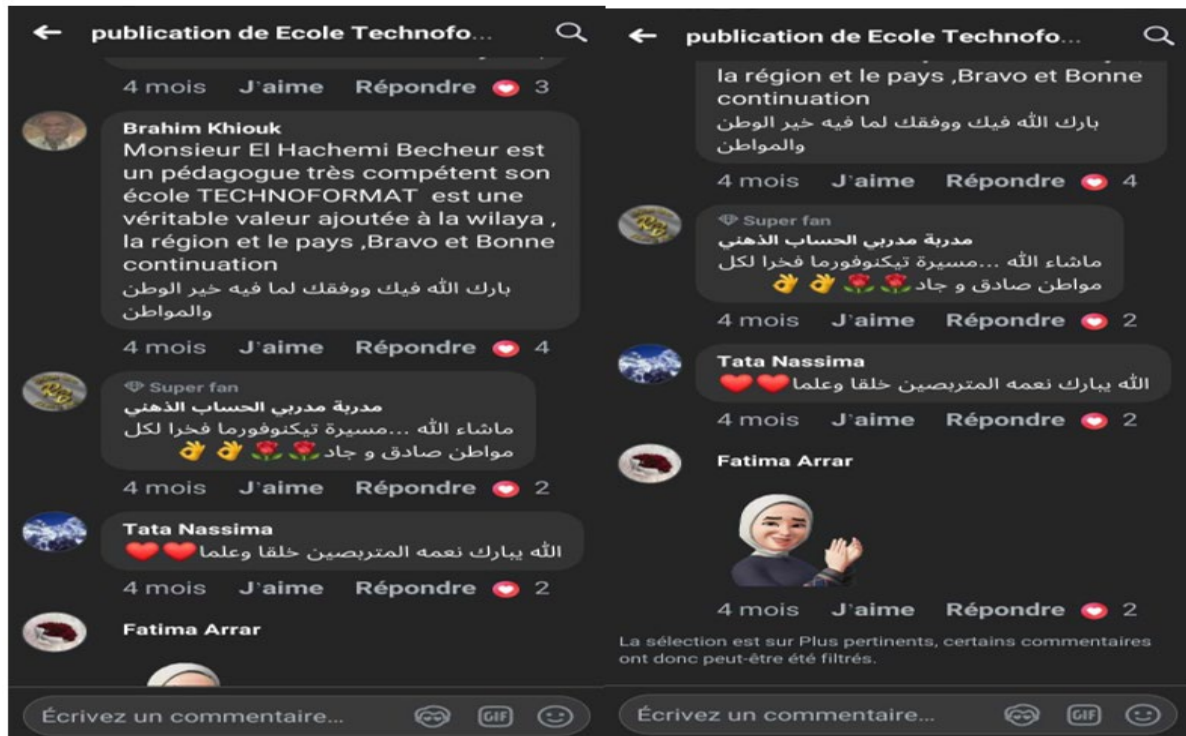 publication de Ecole Technofo...
4 mois J'aime Répondre 3
Brahim Khiouk
Monsieur El Hachemi Becheur est
un pédagogue très compétent son
école TECHNOFORMAT est une
véritable valeur ajoutée à la wilaya ,
la région et le pays ,Bravo et Bonne
continuation
بارك الله فيك ووفقك لما فيه خير الوطن
والمواطن
4 mois J'aime Répondre 4
Super fan
مدربة مدربي الحساب الذهني
ماشاء الله ...مسيرة تيكنوفورما فخرا لكل
مواطن صادق و جاد🌹🌹👌👌
4 mois J'aime Répondre 2
Tata Nassima
الله يبارك نعمه المتربصين خلقا وعلما❤️❤️
4 mois J'aime Répondre 2
Fatima Arrar
Écrivez un commentaire...
GIF
publication de Ecole Technofo...
la région et le pays ,Bravo et Bonne
continuation
بارك الله فيك ووفقك لما فيه خير الوطن
والمواطن
4 mois J'aime Répondre 4
Super fan
مدربة مدربي الحساب الذهني
ماشاء الله ...مسيرة تيكنوفورما فخرا لكل
مواطن صادق و جاد🌹🌹👌👌
4 mois J'aime Répondre 2
Tata Nassima
الله يبارك نعمه المتربصين خلقا وعلما❤️❤️
4 mois J'aime Répondre 2
Fatima Arrar
4 mois J'aime Répondre 2
La sélection est sur Plus pertinents, certains commentaires
ont donc peut-être été filtrés.
Écrivez un commentaire...
GIF